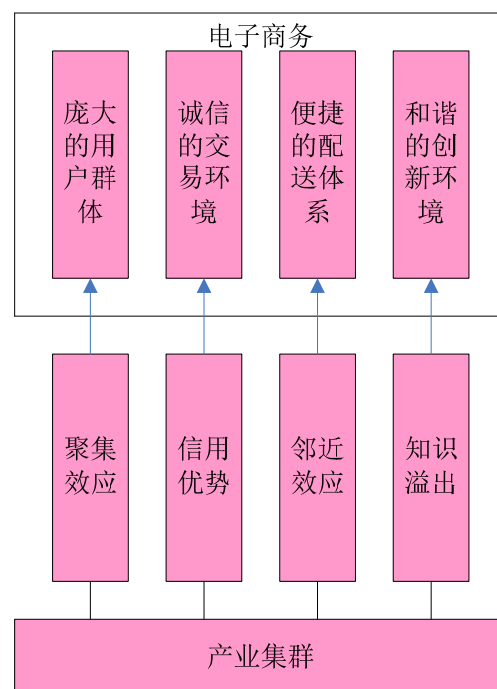 电子商务
庞大
的用
户群
体
诚信
的交
易环
境
便捷
的配
送体
系
和谐
的创
新环
境
聚集
效应
信用
优势
邻近
效应
知识
溢出
产业集群